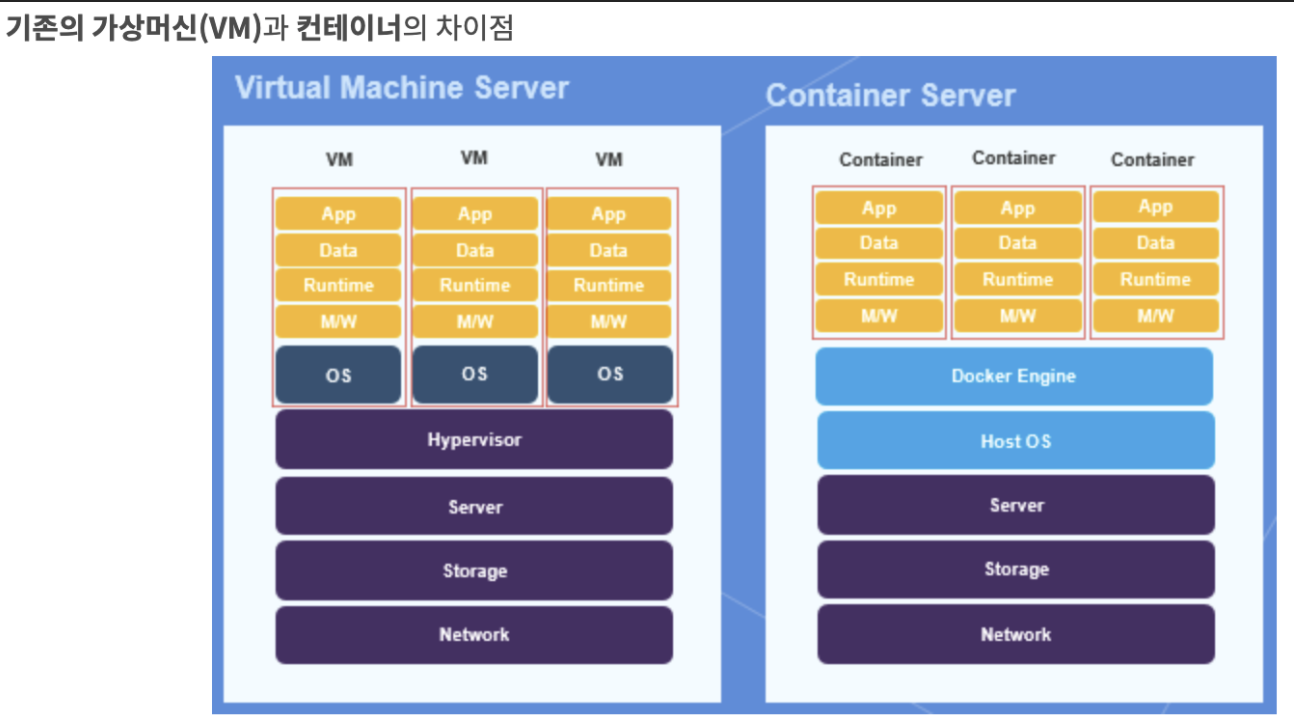 기존의 가상머신(VM)과 컨테이너의 차이점
Virtual Machine Server
VM VM VM
App App App
Data Data Data
Runtime Runtime Runtime
M/W M/W M/W
OS OS OS
Hypervisor
Server
Storage
Network
Container Server
Container Container Container
App App App
Data Data Data
Runtime Runtime Runtime
M/W M/W M/W
Docker Engine
Host OS
Server
Storage
Network